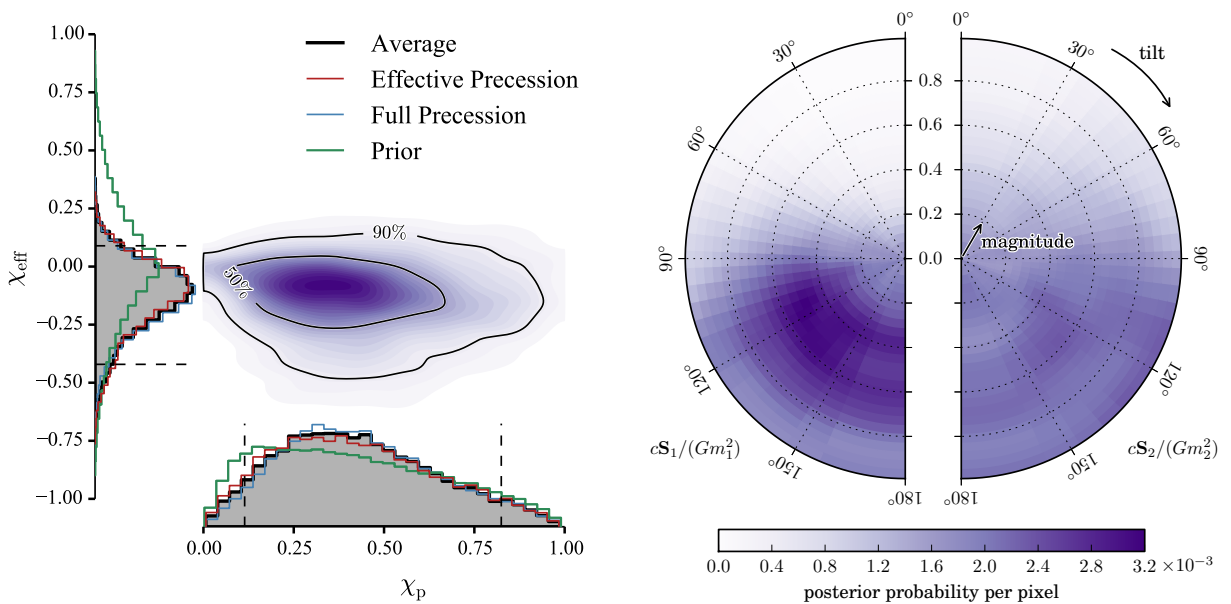 1.00
0.75
0.50
0.25
0.00
−0.25
−0.50
−0.75
−1.00
χeff
Average
Effective Precession
Full Precession
Prior
90%
50%
0.00 0.25 0.50 0.75 1.00
χp
0° 0°
30° 30°
tilt
60° 60°
90° 90°
120° 120°
150° 150°
180° 180°
0.8
0.6
0.4
0.2
0.0
magnitude
cS₁/(Gm₁²) cS₂/(Gm₂²)
0.0 0.4 0.8 1.2 1.6 2.0 2.4 2.8 3.2 ×10⁻³
posterior probability per pixel